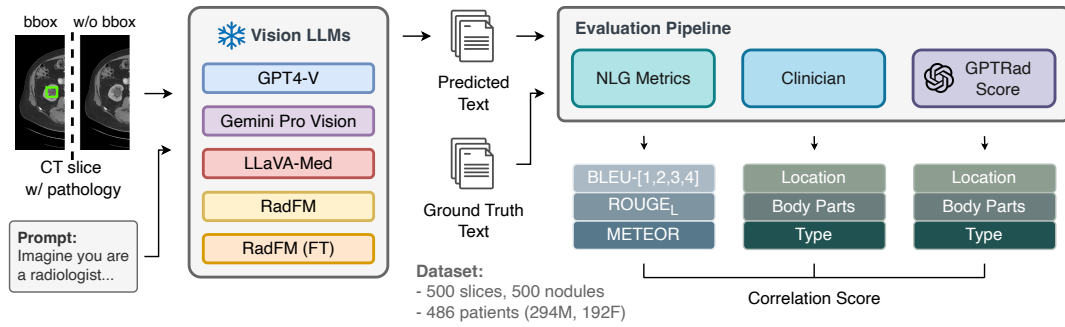 bbox
w/o bbox
CT slice
w/ pathology
Prompt:
Imagine you are
a radiologist...
Vision LLMs
GPT4-V
Gemini Pro Vision
LLaVA-Med
RadFM
RadFM (FT)
Predicted
Text
Ground Truth
Text
Dataset:
- 500 slices, 500 nodules
- 486 patients (294M, 192F)
Evaluation Pipeline
NLG Metrics
Clinician
GPTRad
Score
BLEU-[1,2,3,4]
ROUGE_L
METEOR
Location
Body Parts
Type
Location
Body Parts
Type
Correlation Score